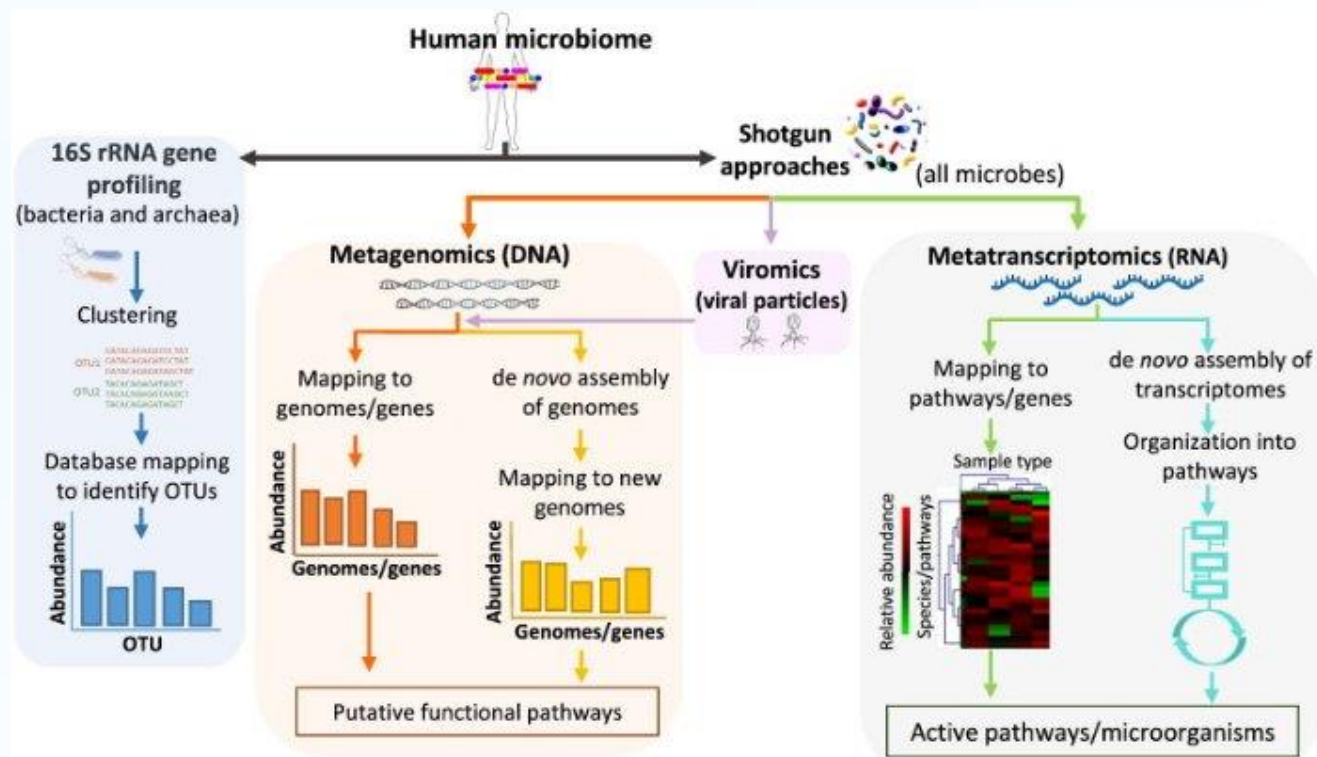 Human microbiome
Shotgun
approaches
(all microbes)
16S rRNA gene
profiling
(bacteria and archaea)
Clustering
OTU1
GATACAGAGATCCTAT
OTU2
TACACAGAGATAGCT
Database mapping
to identify OTUs
Abundance
OTU
Metagenomics (DNA)
Mapping to
genomes/genes
Abundance
Genomes/genes
de novo assembly
of genomes
Mapping to new
genomes
Abundance
Genomes/genes
Putative functional pathways
Viromics
(viral particles)
Metatranscriptomics (RNA)
Mapping to
pathways/genes
Sample type
Relative abundance
Species/pathways
de novo assembly of
transcriptomes
Organization into
pathways
Active pathways/microorganisms